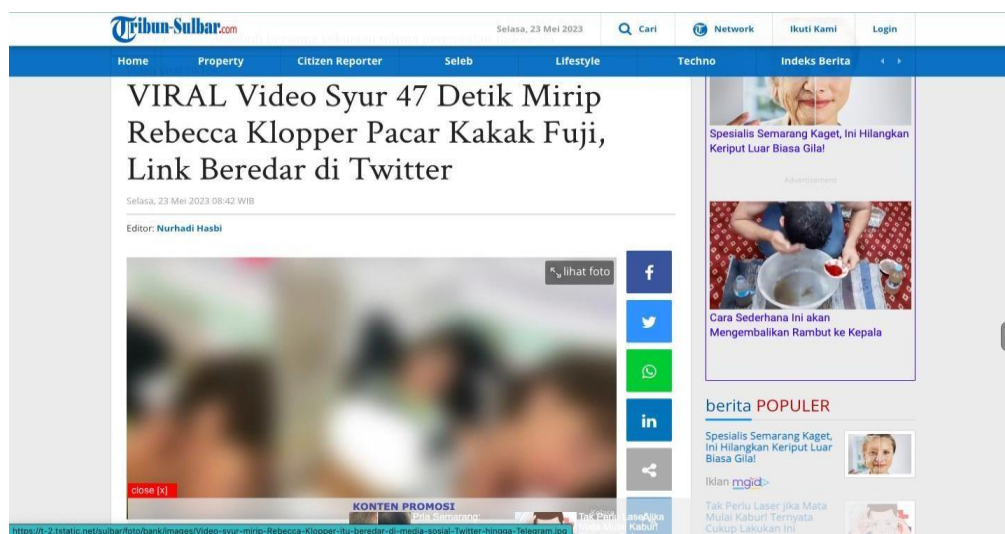 Tribun-Sulbar.com
Selasa, 23 Mei 2023
Cari
Network
Ikuti Kami
Login
Home
Property
Citizen Reporter
Seleb
Lifestyle
Techno
Indeks Berita
VIRAL Video Syur 47 Detik Mirip
Rebecca Klopper Pacar Kakak Fuji,
Link Beredar di Twitter
Selasa, 23 Mei 2023 08:42 WIB
Editor: Nurhadi Hasbi
lihat foto
close [x]
KONTEN PROMOSI
Pria Semarang:
https://t-2.tstatic.net/sulbar/foto/bank/images/Video-syur-mirip-Rebecca-Klopper-itu-beredar-di-media-sosial-Twitter-hingga-Telegram.jpg
Spesialis Semarang Kaget, Ini Hilangkan
Keriput Luar Biasa Gila!
Advertisement
Cara Sederhana Ini akan
Mengembalikan Rambut ke Kepala
berita POPULER
Spesialis Semarang Kaget,
Ini Hilangkan Keriput Luar
Biasa Gila!
Iklan mgid
Tak Perlu Laser jika Mata
Mulai Kabur! Ternyata
Cukup Lakukan Ini